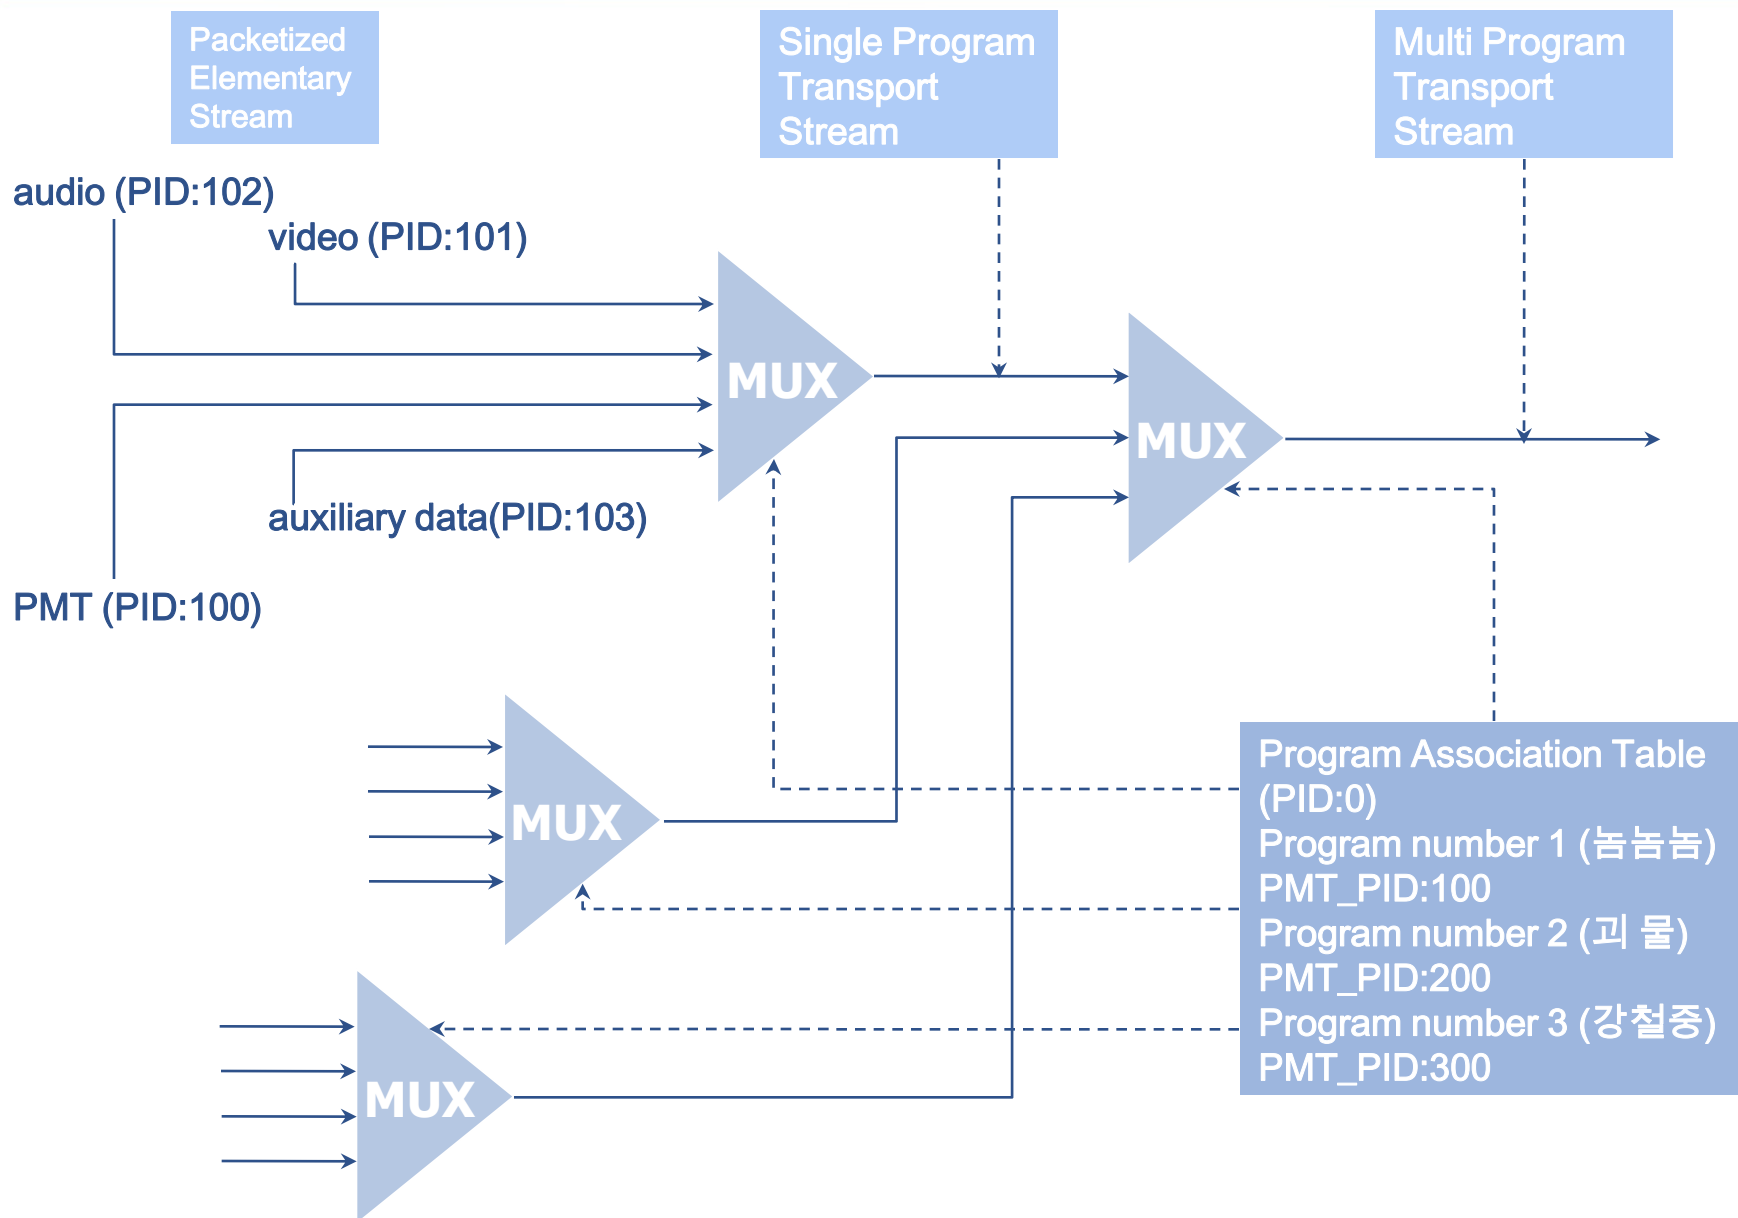 Packetized
Elementary
Stream
Single Program
Transport
Stream
Multi Program
Transport
Stream
audio (PID:102)
video (PID:101)
MUX
MUX
auxiliary data(PID:103)
PMT (PID:100)
MUX
MUX
Program Association Table
(PID:0)
Program number 1 (놈놈놈)
PMT_PID:100
Program number 2 (괴 물)
PMT_PID:200
Program number 3 (강철중)
PMT_PID:300